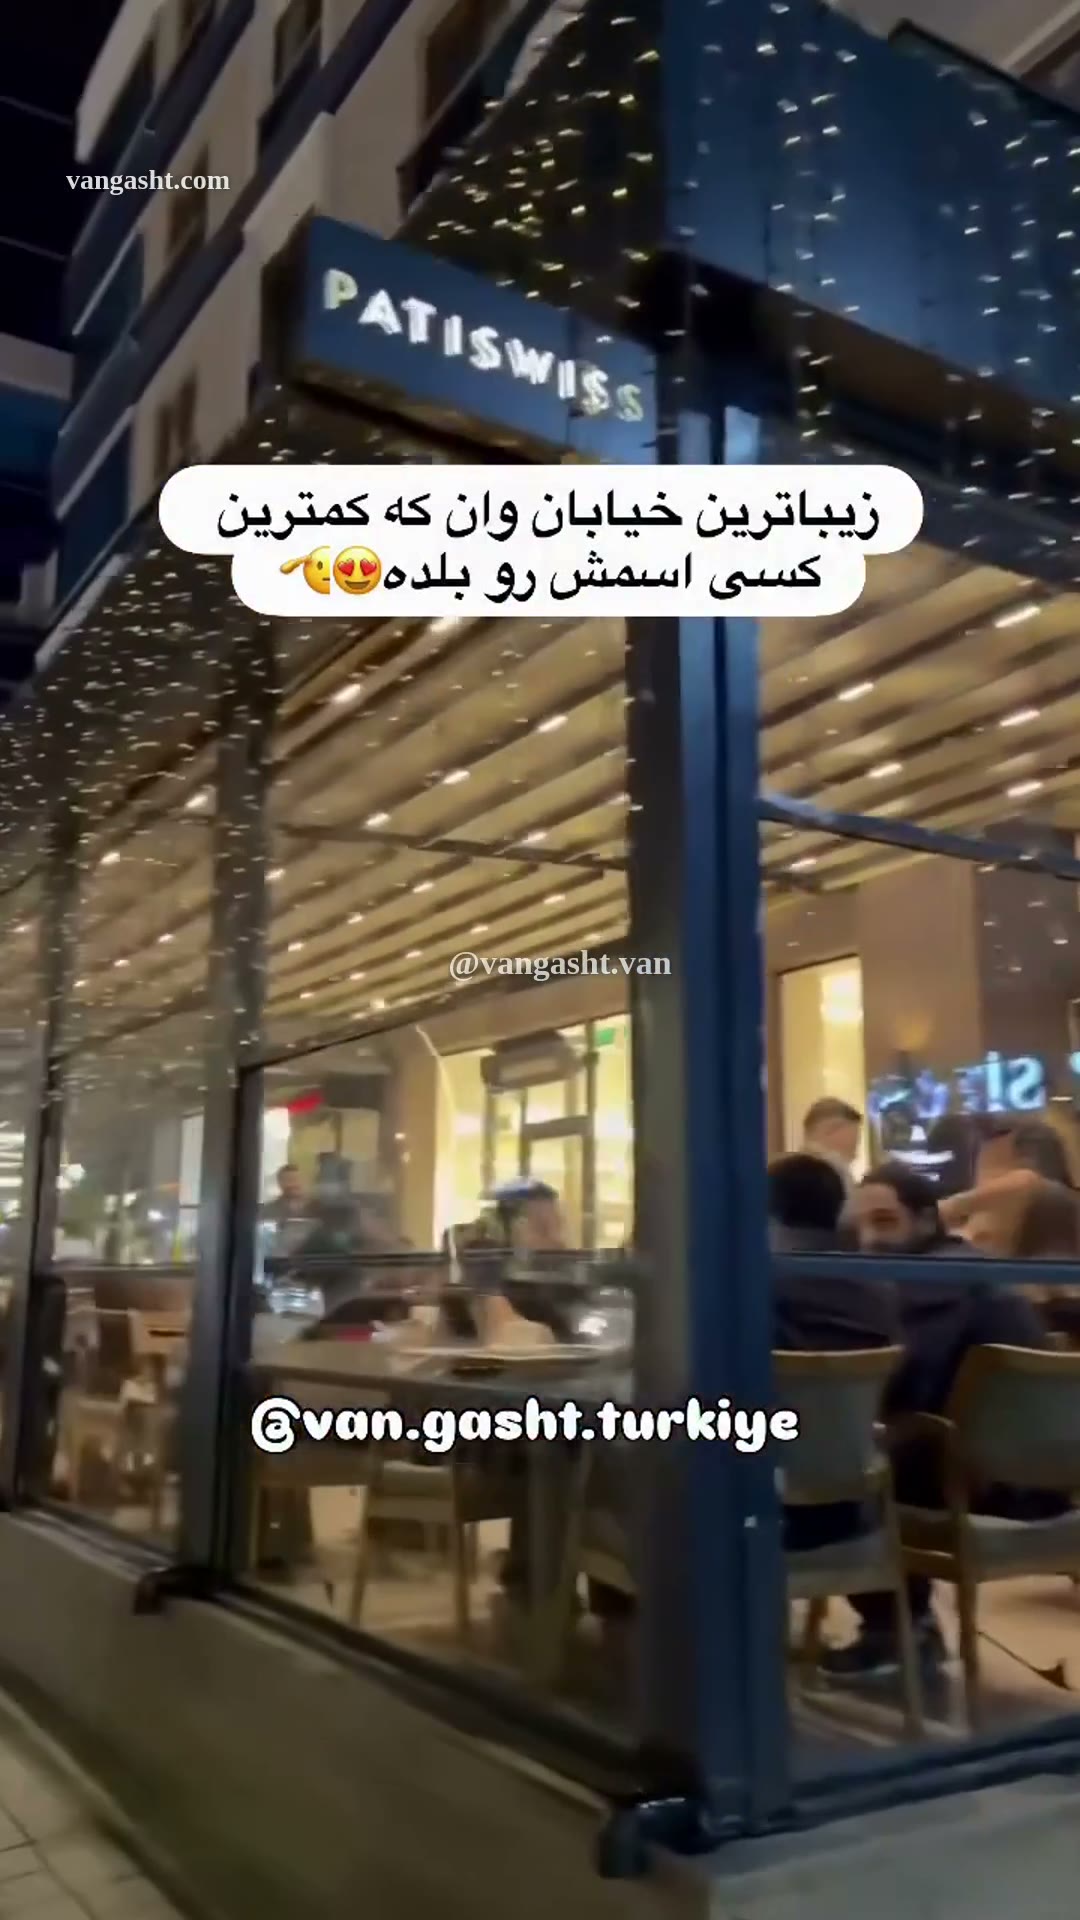 vangasht.com
PATISWISS
زیباترین خیابان وان که کمترین
کسی اسمش رو بلده😍🫡
@vangasht.van
@van.gasht.turkiye